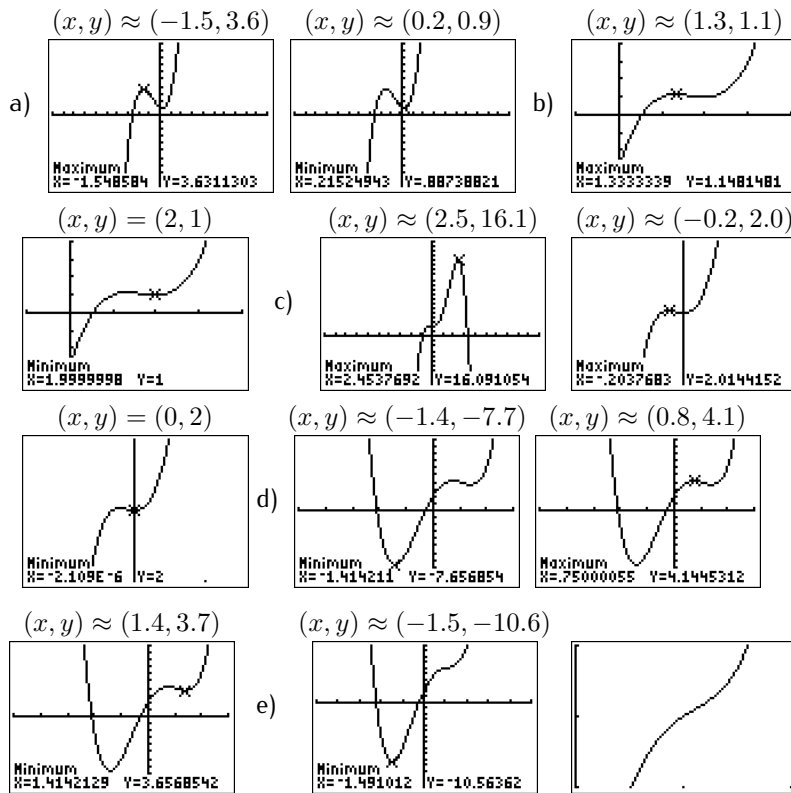 (x, y) ≈ (−1.5, 3.6)
(x, y) ≈ (0.2, 0.9)
(x, y) ≈ (1.3, 1.1)
a)
b)
Maximum
X=-1.548584 Y=3.6311303
Minimum
X=.21524943 Y=.88738821
Maximum
X=1.3333339 Y=1.1481481
(x, y) = (2, 1)
(x, y) ≈ (2.5, 16.1)
(x, y) ≈ (−0.2, 2.0)
c)
Minimum
X=1.9999998 Y=1
Maximum
X=2.4537692 Y=16.091054
Maximum
X=-.2037683 Y=2.0144152
(x, y) = (0, 2)
(x, y) ≈ (−1.4, −7.7)
(x, y) ≈ (0.8, 4.1)
d)
Minimum
X=-2.109E-6 Y=2
Minimum
X=-1.414211 Y=-7.656854
Maximum
X=.75000055 Y=4.1445312
(x, y) ≈ (1.4, 3.7)
(x, y) ≈ (−1.5, −10.6)
e)
Minimum
X=1.4142129 Y=3.6568542
Minimum
X=-1.491012 Y=-10.56362